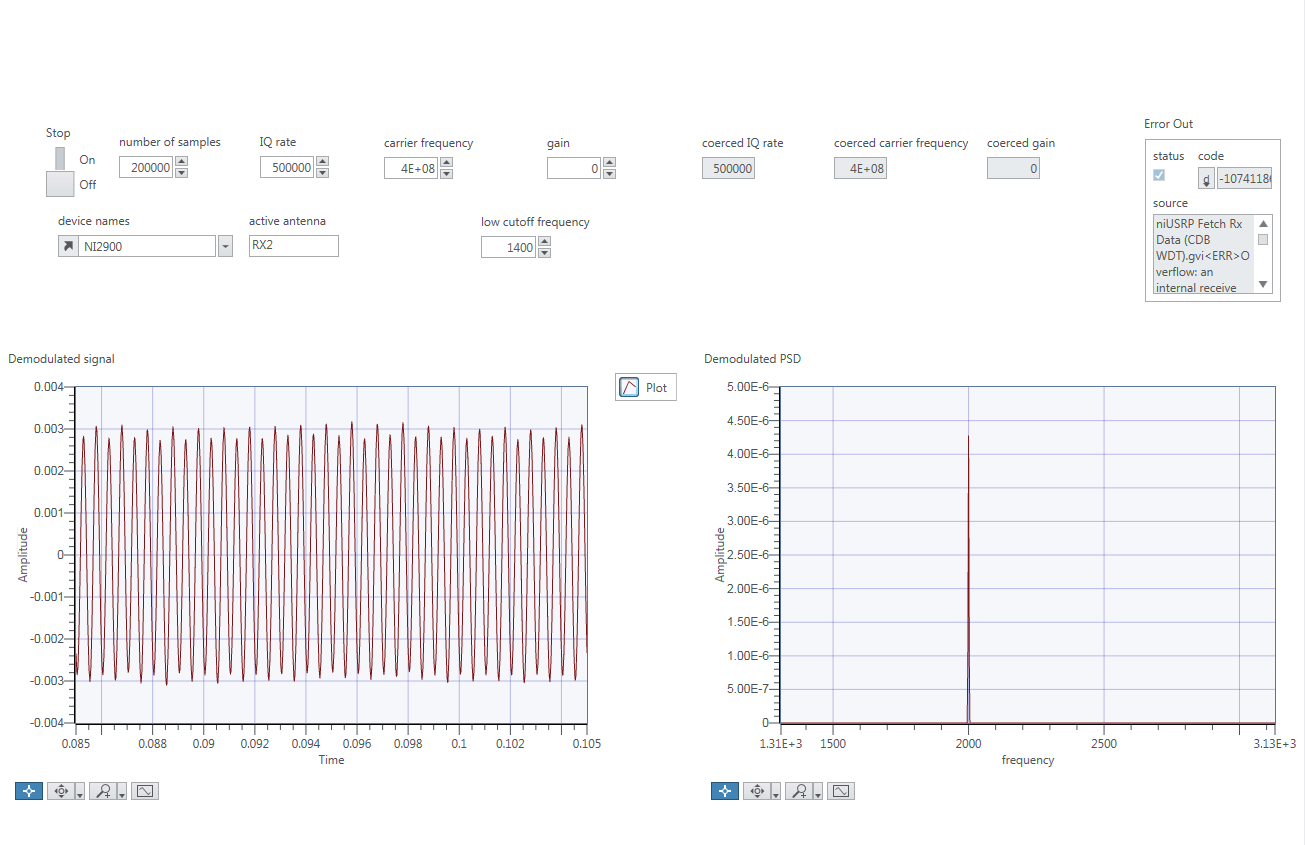 Stop
On
Off
number of samples
200000
IQ rate
500000
carrier frequency
4E+08
gain
0
coerced IQ rate
500000
coerced carrier frequency
4E+08
coerced gain
0
Error Out
status
code
d
-10741186
source
niUSRP Fetch Rx
Data (CDB
WDT).gvi<ERR>O
verflow: an
internal receive
device names
NI2900
active antenna
RX2
low cutoff frequency
1400
Demodulated signal
Plot
Amplitude
0.004
0.003
0.002
0.001
0
-0.001
-0.002
-0.003
-0.004
0.085
0.088
0.09
0.092
0.094
0.096
0.098
0.1
0.102
0.105
Time
Demodulated PSD
Amplitude
5.00E-6
4.50E-6
4.00E-6
3.50E-6
3.00E-6
2.50E-6
2.00E-6
1.50E-6
1.00E-6
5.00E-7
0
1.31E+3
1500
2000
2500
3.13E+3
frequency